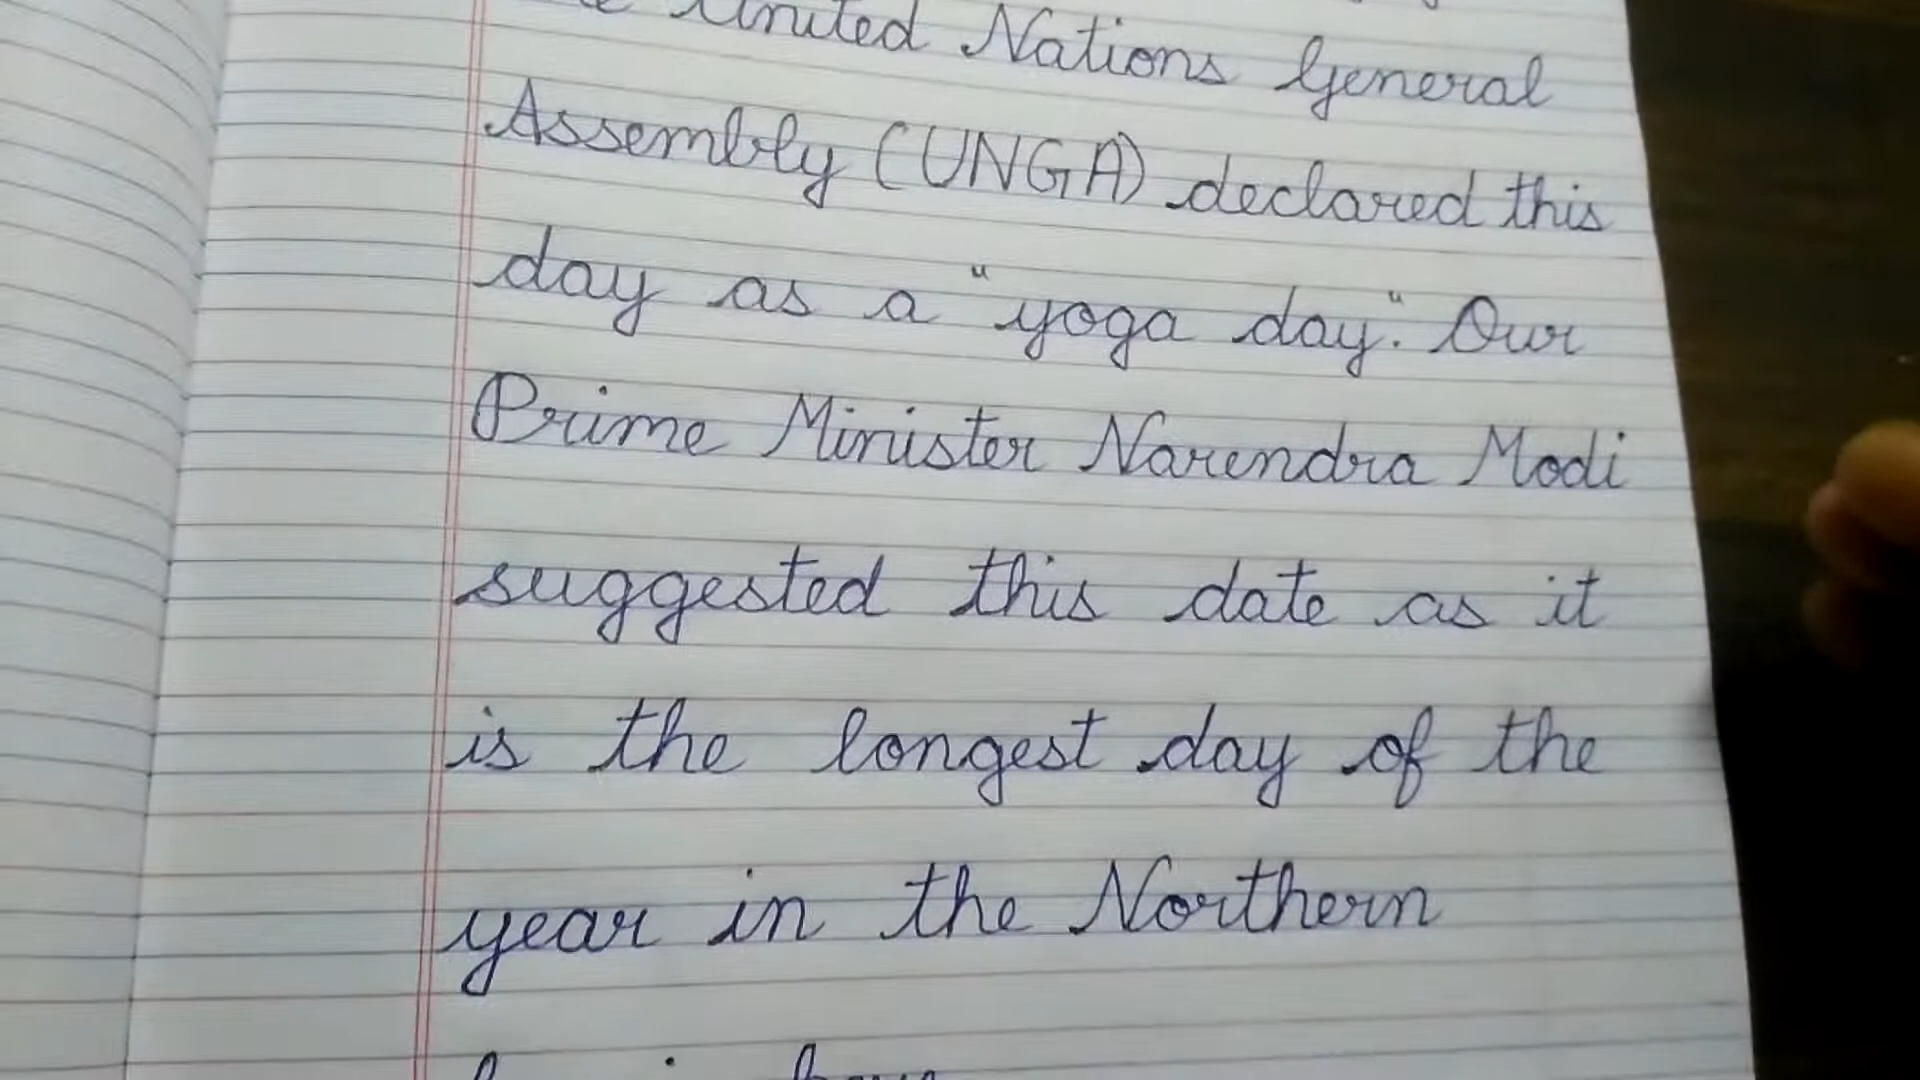 United Nations General
Assembly (UNGA) declared this
day as a "yoga day". Our
Prime Minister Narendra Modi
suggested this date as it
is the longest day of the
year in the Northern